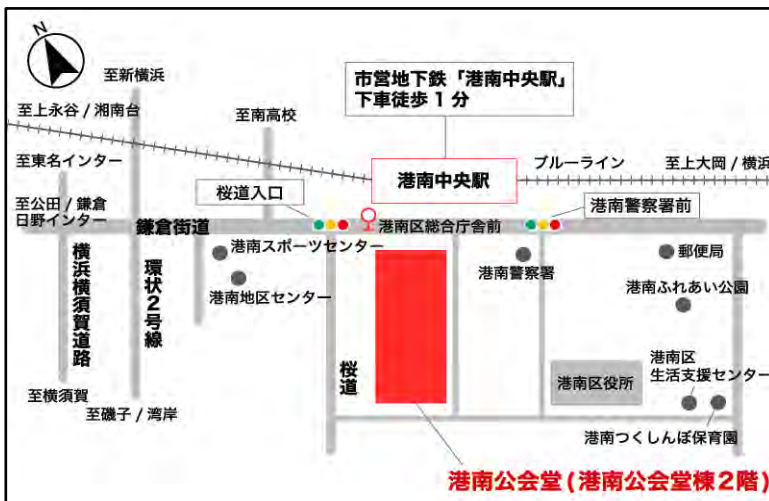 N
至新横浜
市営地下鉄「港南中央駅」
下車徒歩1分
至上永谷/湘南台
至南高校
至東名インター
桜道入口
港南中央駅
ブルーライン
至上大岡/横浜
至公田/鎌倉
日野インター
鎌倉街道
港南区総合庁舎前
港南警察署前
港南スポーツセンター
港南地区センター
港南警察署
郵便局
港南ふれあい公園
横浜横須賀道路
環状2号線
桜道
港南区役所
港南区
生活支援センター
至横須賀
至磯子/湾岸
港南つくしんぼ保育園
港南公会堂(港南公会堂棟2階)